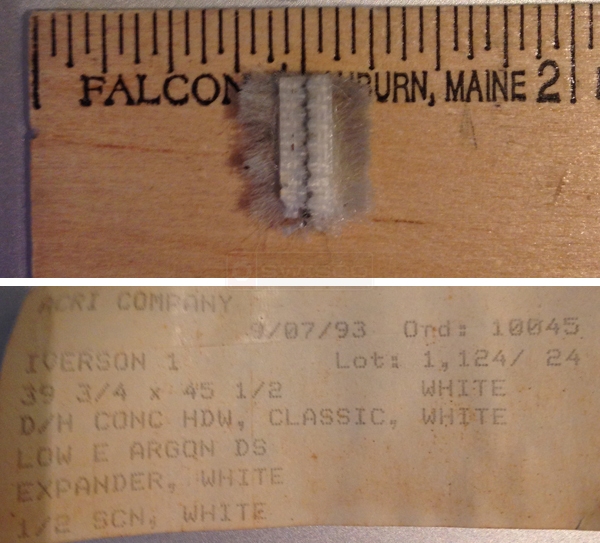 FALCON BURN, MAINE 2
ACRI COMPANY
9/07/93 Ord: 10045
IVERSON 1 Lot: 1,124/ 24
39 3/4 x 45 1/2 WHITE
D/H CONC HDW, CLASSIC, WHITE
LOW E ARGON DS
EXPANDER, WHITE
1/2 SCN, WHITE